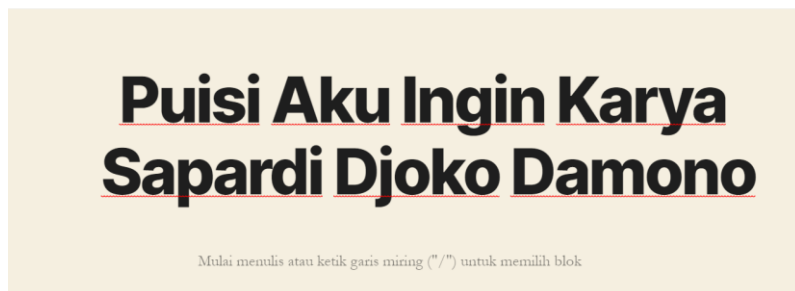 Puisi Aku Ingin Karya
Sapardi Djoko Damono
Mulai menulis atau ketik garis miring ("/") untuk memilih blok